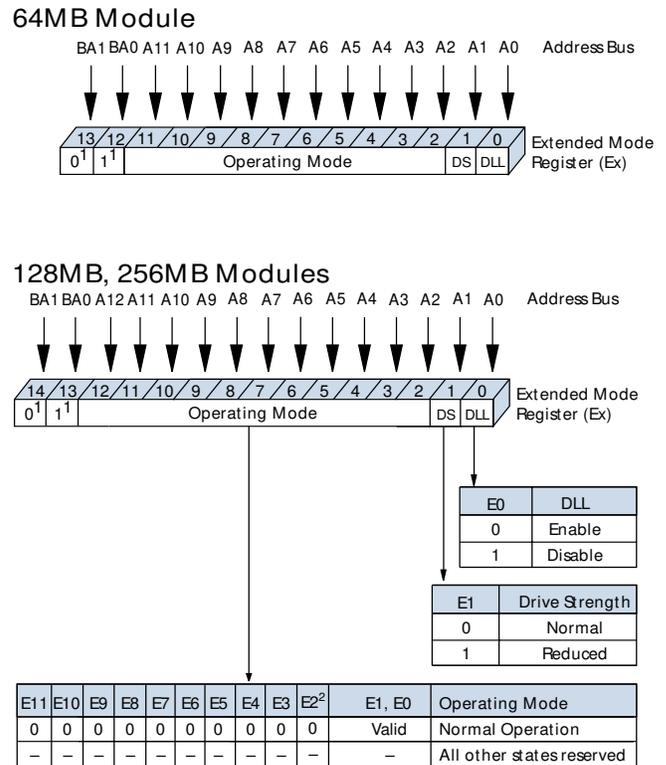 64MB Module
BA1 BA0 A11 A10 A9 A8 A7 A6 A5 A4 A3 A2 A1 A0 Address Bus
13 12 11 10 9 8 7 6 5 4 3 2 1 0 Extended Mode
0¹ 1¹ Operating Mode DS DLL Register (Ex)
128MB, 256MB Modules
BA1 BA0 A12 A11 A10 A9 A8 A7 A6 A5 A4 A3 A2 A1 A0 Address Bus
14 13 12 11 10 9 8 7 6 5 4 3 2 1 0 Extended Mode
0¹ 1¹ Operating Mode DS DLL Register (Ex)
E0 DLL
0 Enable
1 Disable
E1 Drive Strength
0 Normal
1 Reduced
E11 E10 E9 E8 E7 E6 E5 E4 E3 E2² E1, E0 Operating Mode
0 0 0 0 0 0 0 0 0 0 Valid Normal Operation
– – – – – – – – – – – All other states reserved